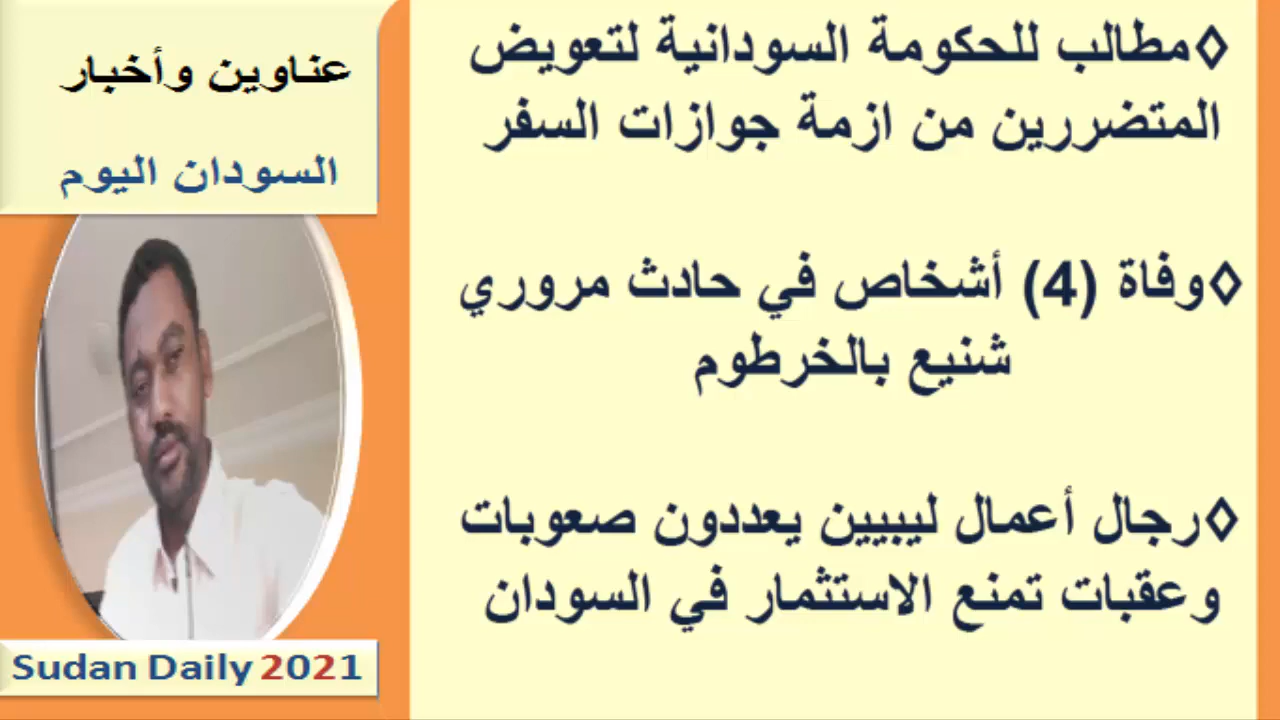 عناوين وأخبار
السودان اليوم
◊مطالب للحكومة السودانية لتعويض
المتضررين من ازمة جوازات السفر
◊وفاة (4) أشخاص في حادث مروري
شنيع بالخرطوم
◊رجال أعمال ليبيين يعددون صعوبات
وعقبات تمنع الاستثمار في السودان
Sudan Daily 2021